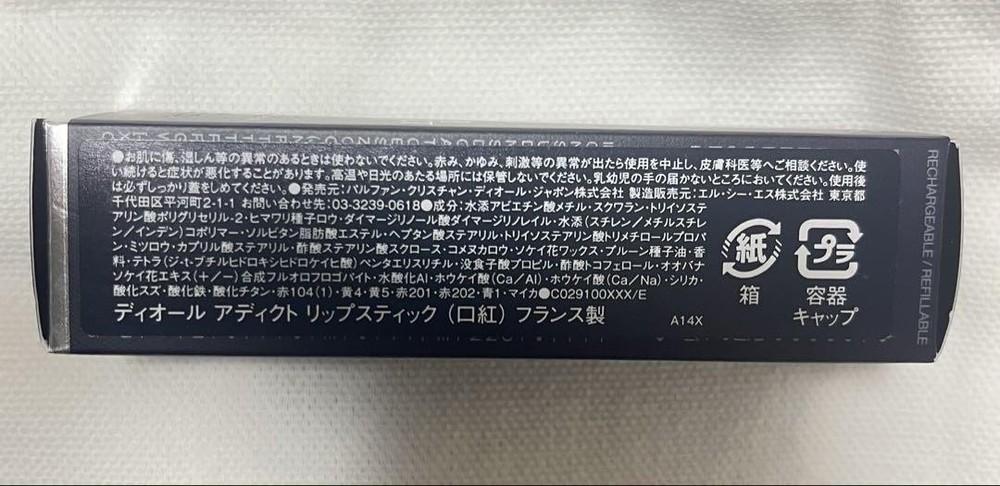 ●お肌に傷、湿しん等の異常のあるときは使わないでください。赤み、かゆみ、刺激等の異常が出たら使用を中止し、皮膚科医等へご相談ください。使
い続けると症状が悪化することがあります。高温や日光のあたる場所には保管しないでください。乳幼児の手の届かないところにおいてください。使用後
は必ずしっかり蓋をしめてください。●発売元：パルファン・クリスチャン・ディオール・ジャポン株式会社 製造販売元：エル・シー・エス株式会社 東京都
千代田区平河町2-1-1 お問い合わせ先：03-3239-0618●成分：水添アビエチン酸メチル・スクワラン・トリイソステ
アリン酸ポリグリセリル-2・ヒマワリ種子ロウ・ダイマージリノール酸ダイマージリノレイル・水添（スチレン／メチルスチレ
ン／インデン）コポリマー・ソルビタン脂肪酸エステル・ヘプタン酸ステアリル・トリイソステアリン酸トリメチロールプロパ
ン・ミツロウ・カプリル酸ステアリル・酢酸ステアリン酸スクロース・コメヌカロウ・ソケイ花ワックス・プルーン種子油・香
料・テトラ（ジ-t-ブチルヒドロキシヒドロケイヒ酸）ペンタエリスリチル・没食子酸プロピル・酢酸トコフェロール・オオバナ
ソケイ花エキス（＋／－）合成フルオロフロゴパイト・水酸化Al・ホウケイ酸（Ca／Al）・ホウケイ酸（Ca／Na）・シリカ・
酸化スズ・酸化鉄・酸化チタン・赤104（1）・黄4・黄5・赤201・赤202・青1・マイカ●C029100XXX/E
ディオール アディクト リップスティック（口紅）フランス製
A14X
紙
箱
プラ
容器
キャップ
RECHARGEABLE / REFILLABLE